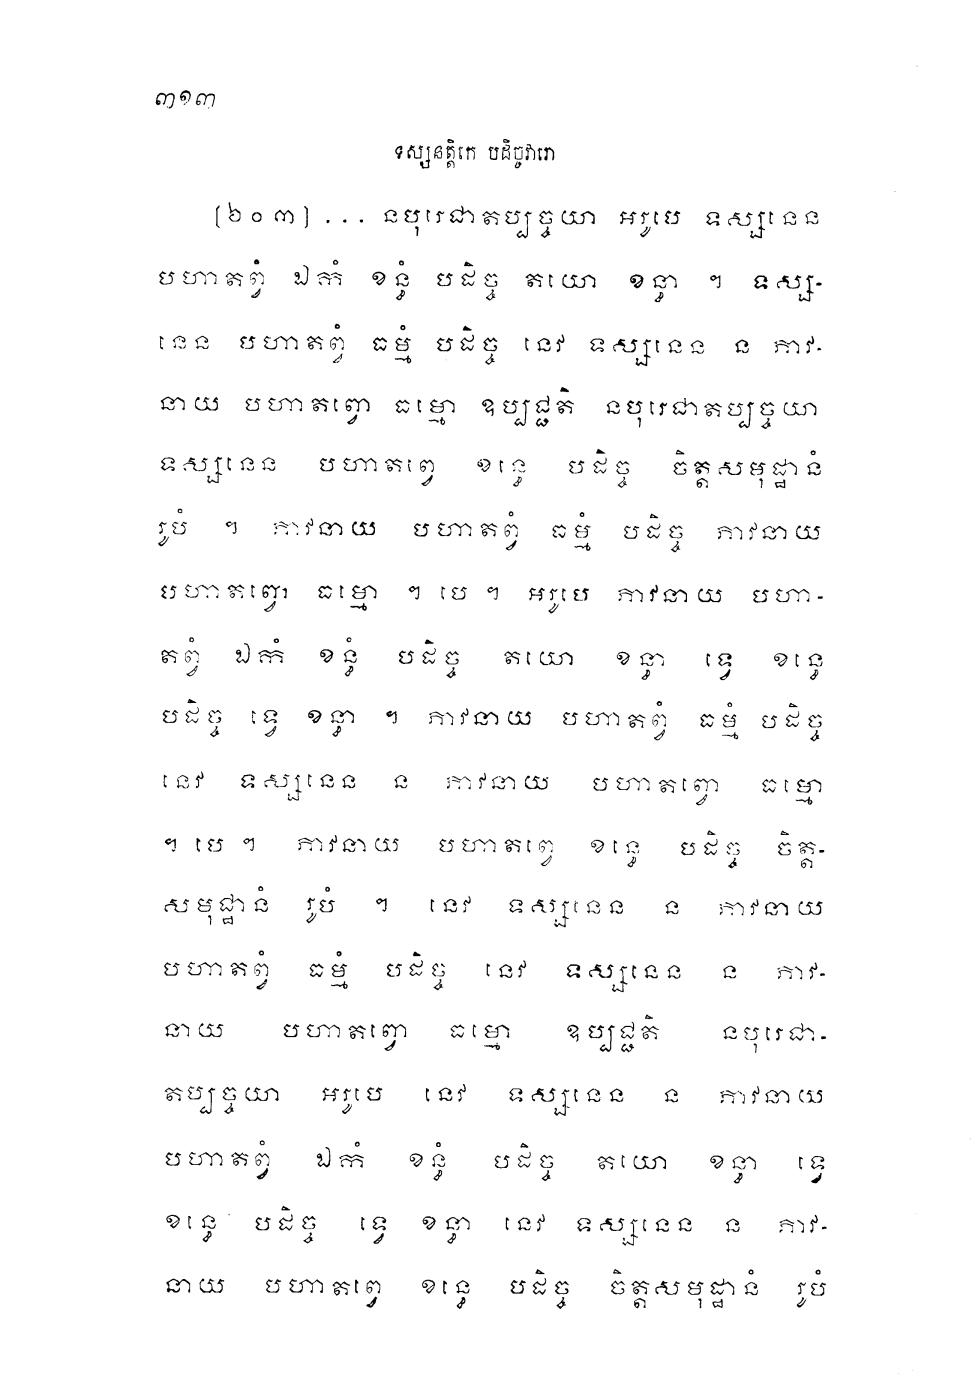 ៣១៣
ទស្សនត្តិកេ បដិច្ចវារោ
[៦០៣] ... នបុរេជាតប្បច្ចយា អរូបេ ទស្សនេន
បហាតព្វំ ឯកំ ខន្ធំ បដិច្ច តយោ ខន្ធា ។ ទស្ស-
នេន បហាតព្វំ ធម្មំ បដិច្ច នេវ ទស្សនេន ន ភាវ-
នាយ បហាតព្វោ ធម្មោ ឧប្បជ្ជតិ នបុរេជាតប្បច្ចយា
ទស្សនេន បហាតព្វេ ខន្ធេ បដិច្ច ចិត្តសមុដ្ឋានំ
រូបំ ។ ភាវនាយ បហាតព្វំ ធម្មំ បដិច្ច ភាវនាយ
បហាតព្វោ ធម្មោ ។ បេ ។ អរូបេ ភាវនាយ បហា-
តព្វំ ឯកំ ខន្ធំ បដិច្ច តយោ ខន្ធា ទ្វេ ខន្ធេ
បដិច្ច ទ្វេ ខន្ធា ។ ភាវនាយ បហាតព្វំ ធម្មំ បដិច្ច
នេវ ទស្សនេន ន ភាវនាយ បហាតព្វោ ធម្មោ
។ បេ ។ ភាវនាយ បហាតព្វេ ខន្ធេ បដិច្ច ចិត្ត-
សមុដ្ឋានំ រូបំ ។ នេវ ទស្សនេន ន ភាវនាយ
បហាតព្វំ ធម្មំ បដិច្ច នេវ ទស្សនេន ន ភាវ-
នាយ បហាតព្វោ ធម្មោ ឧប្បជ្ជតិ នបុរេជា-
តប្បច្ចយា អរូបេ នេវ ទស្សនេន ន ភាវនាយ
បហាតព្វំ ឯកំ ខន្ធំ បដិច្ច តយោ ខន្ធា ទ្វេ
ខន្ធេ បដិច្ច ទ្វេ ខន្ធា នេវ ទស្សនេន ន ភាវ-
នាយ បហាតព្វេ ខន្ធេ បដិច្ច ចិត្តសមុដ្ឋានំ រូបំ